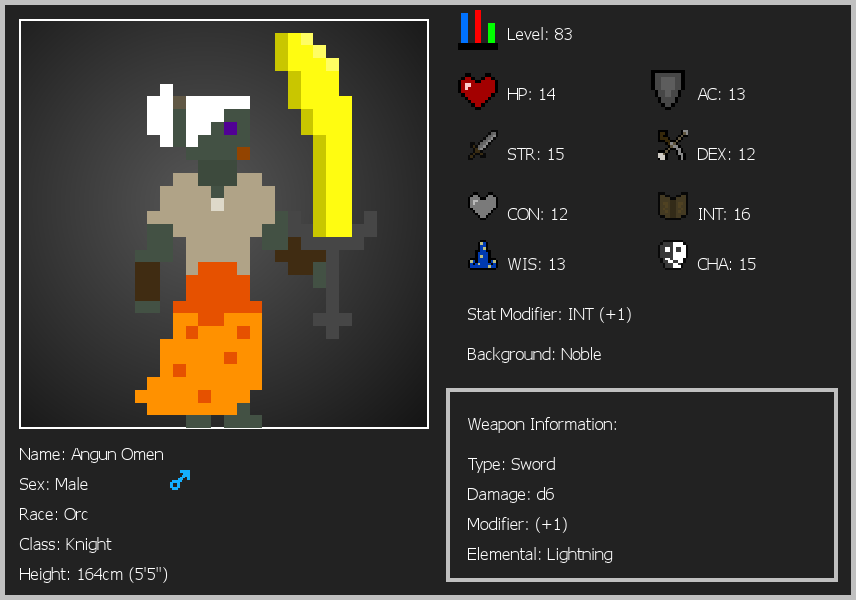 Level: 83
HP: 14
AC: 13
STR: 15
DEX: 12
CON: 12
INT: 16
WIS: 13
CHA: 15
Stat Modifier: INT (+1)
Background: Noble
Weapon Information:
Type: Sword
Damage: d6
Modifier: (+1)
Elemental: Lightning
Name: Angun Omen
Sex: Male
Race: Orc
Class: Knight
Height: 164cm (5'5")